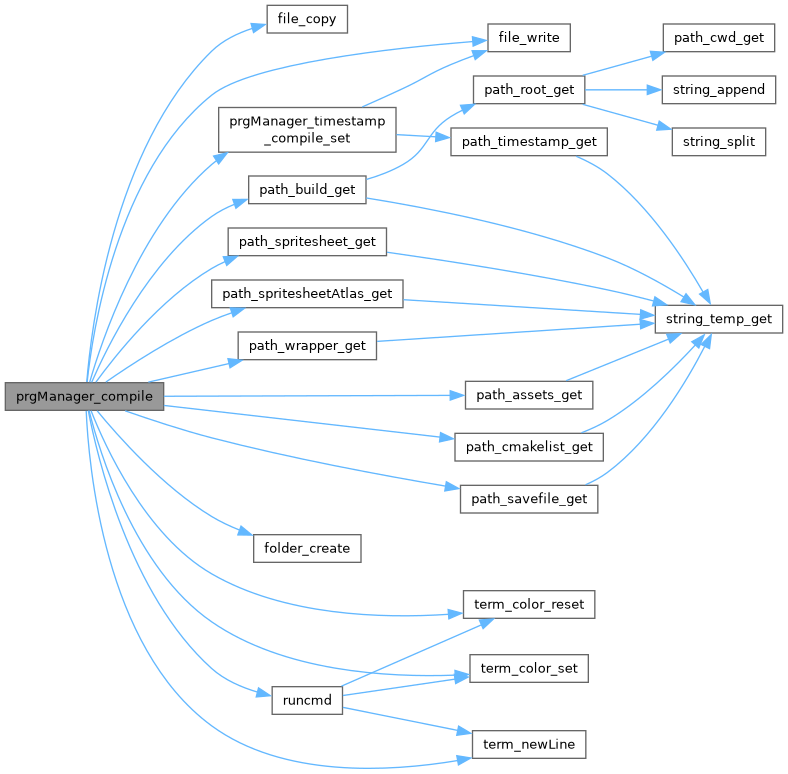 file_copy
file_write
path_cwd_get
path_root_get
string_append
prgManager_timestamp
_compile_set
path_timestamp_get
string_split
path_build_get
path_spritesheet_get
path_spritesheetAtlas_get
string_temp_get
path_wrapper_get
prgManager_compile
path_assets_get
path_cmakelist_get
path_savefile_get
folder_create
term_color_reset
term_color_set
runcmd
term_newLine